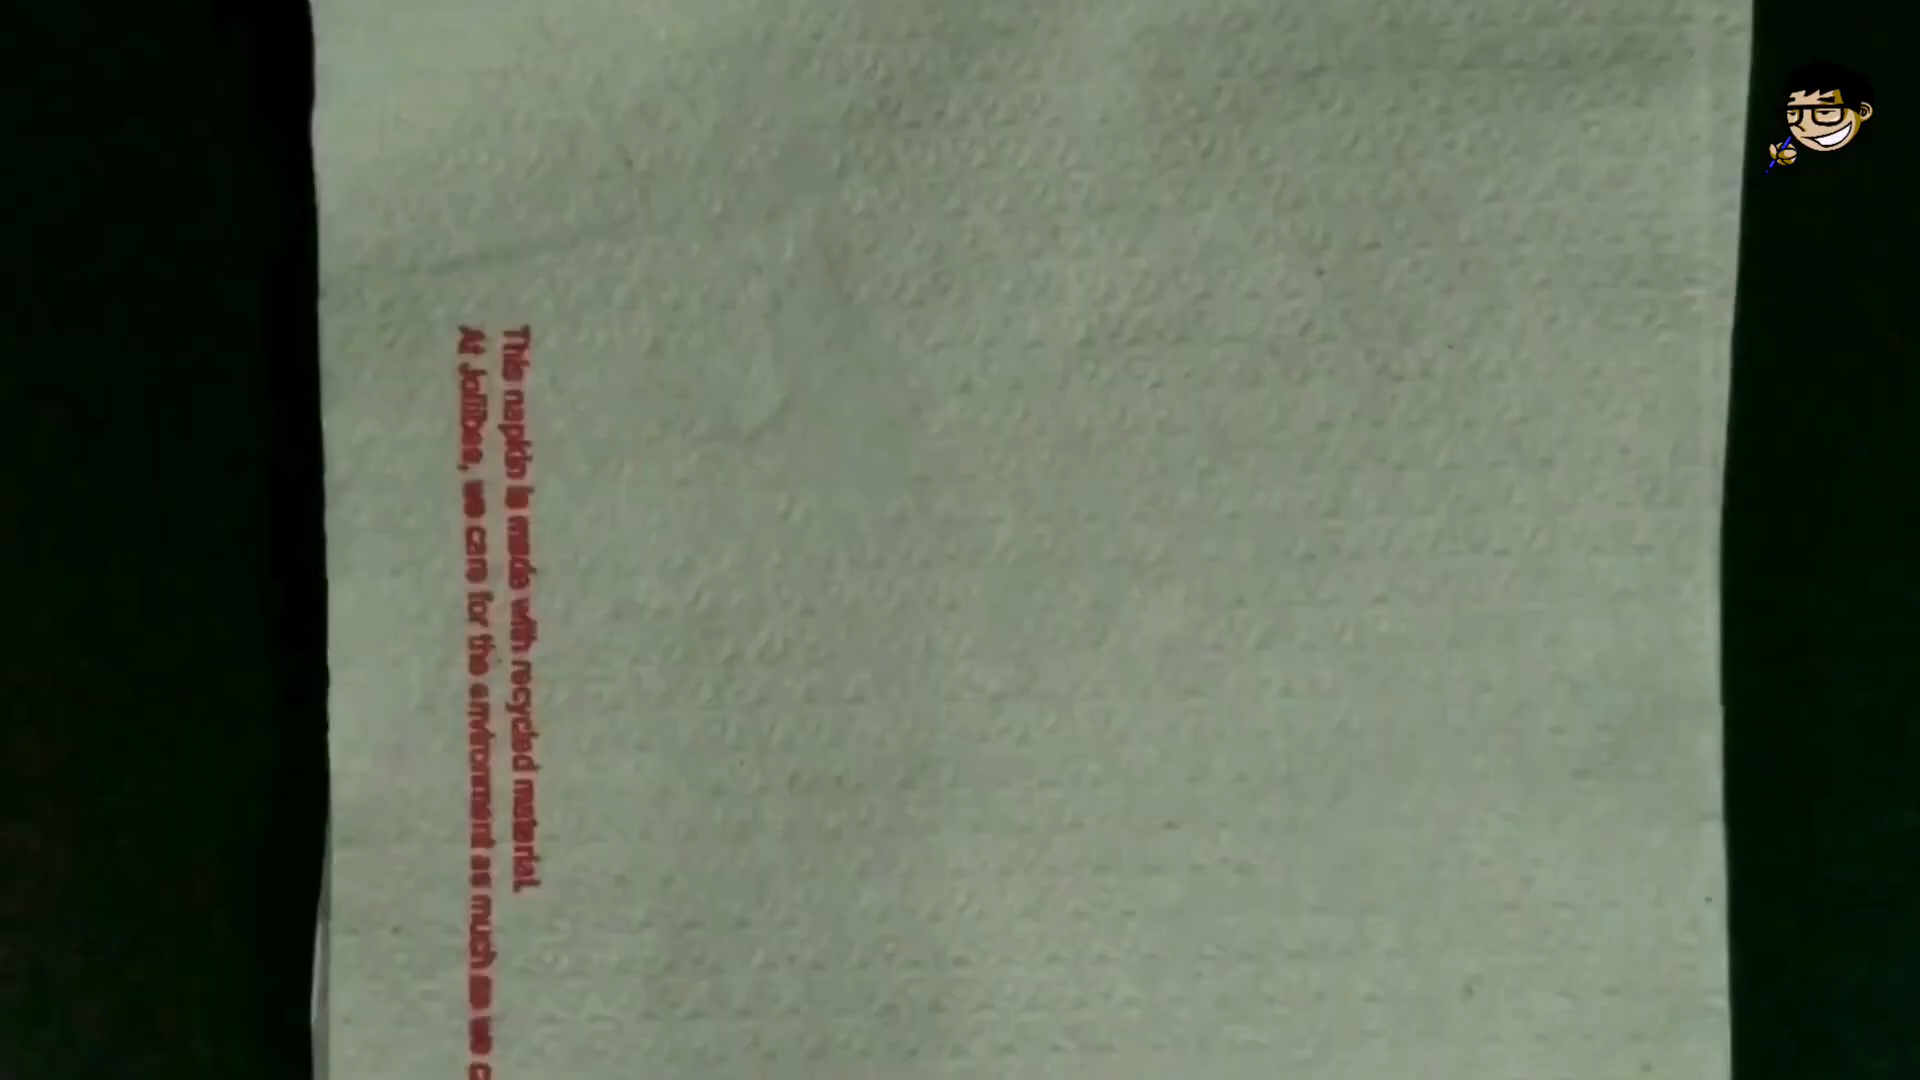 This napkin is made with recycled material.
At Jollibee, we care for the environment as much as we c